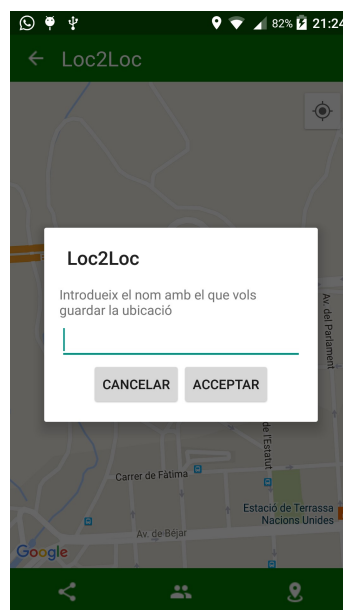 82% 21:24
Loc2Loc
Loc2Loc
Introdueix el nom amb el que vols
guardar la ubicació
CANCELAR ACCEPTAR
Av. del Parlament
de l'Estatut
Carrer de Fàtima
Estació de Terrassa
Nacions Unides
Av. de Béjar
Google